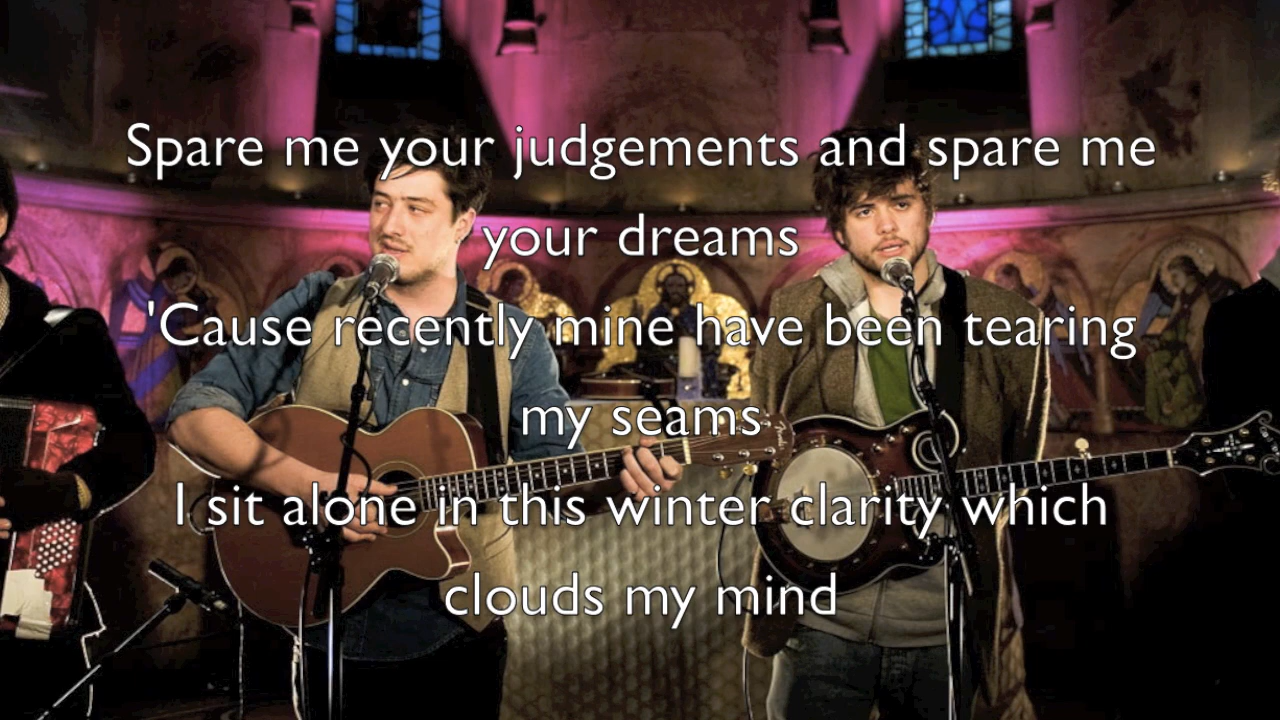 Spare me your judgements and spare me
your dreams
'Cause recently mine have been tearing
my seams
I sit alone in this winter clarity which
clouds my mind